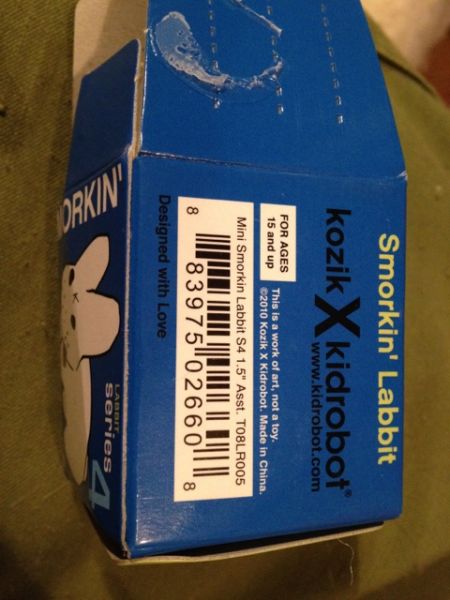 Smorkin' Labbit
kozik X kidrobot®
www.kidrobot.com
FOR AGES
15 and up
This is a work of art, not a toy.
©2010 Kozik X Kidrobot. Made in China.
Mini Smorkin Labbit S4 1.5" Asst. T08LR005
8 83975 02660 8
Designed with Love
ORKIN'
LABBIT
series 4